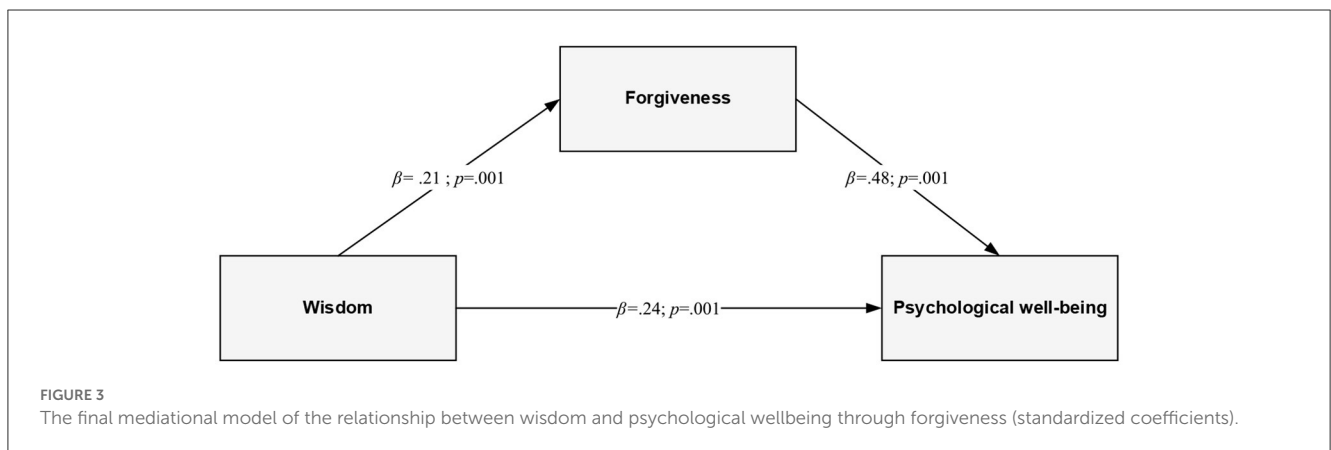 Forgiveness
β= .21 ; p=.001
β=.48; p=.001
Wisdom
β=.24; p=.001
Psychological well-being
FIGURE 3
The final mediational model of the relationship between wisdom and psychological wellbeing through forgiveness (standardized coefficients).